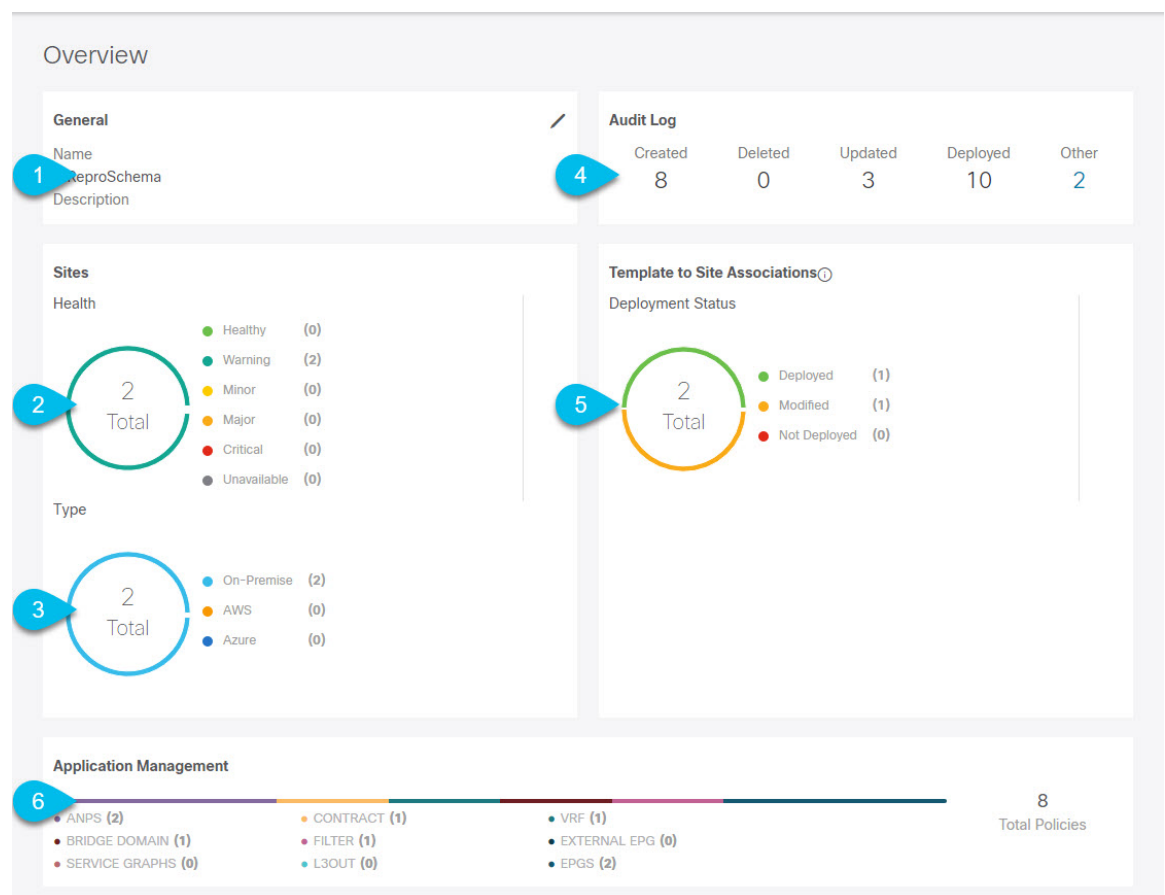 Overview
General
Name
1
ReproSchema
Description
Audit Log
Created Deleted Updated Deployed Other
4
8 0 3 10 2
Sites
Health
2
2
Total
Healthy (0)
Warning (2)
Minor (0)
Major (0)
Critical (0)
Unavailable (0)
Type
3
2
Total
On-Premise (2)
AWS (0)
Azure (0)
Template to Site Associations
Deployment Status
5
2
Total
Deployed (1)
Modified (1)
Not Deployed (0)
Application Management
6
ANPS (2) CONTRACT (1) VRF (1)
BRIDGE DOMAIN (1) FILTER (1) EXTERNAL EPG (0)
SERVICE GRAPHS (0) L3OUT (0) EPGS (2)
8
Total Policies